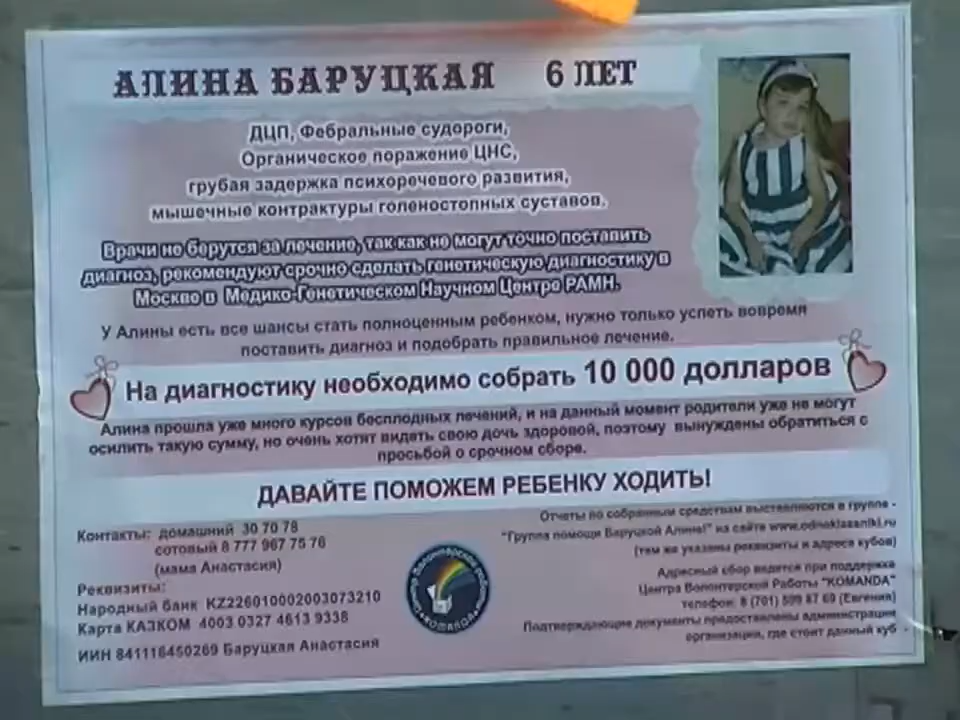 АЛИНА БАРУЦКАЯ 6 ЛЕТ
ДЦП, Фебральные судороги,
Органическое поражение ЦНС,
грубая задержка психоречевого развития,
мышечные контрактуры голеностопных суставов.
Врачи не берутся за лечение, так как не могут точно поставить
диагноз, рекомендуют срочно сделать генетическую диагностику в
Москве в Медико-Генетическом Научном Центре РАМН.
У Алины есть все шансы стать полноценным ребенком, нужно только успеть вовремя
поставить диагноз и подобрать правильное лечение.
На диагностику необходимо собрать 10 000 долларов
Алина прошла уже много курсов бесплодных лечений, и на данный момент родители уже не могут
осилить такую сумму, но очень хотят видеть свою дочь здоровой, поэтому вынуждены обратиться с
просьбой о срочном сборе.
ДАВАЙТЕ ПОМОЖЕМ РЕБЕНКУ ХОДИТЬ!
Контакты: домашний 30 70 78
сотовый 8 777 967 75 76
(мама Анастасия)
Реквизиты:
Народный банк KZ226010002003073210
Карта КАЗКОМ 4003 0327 4613 9338
ИИН 841116450269 Баруцкая Анастасия
Отчеты по собранным средствам выставляются в группе -
"Группа помощи Баруцкой Алине!" на сайте www.odnoklassniki.ru
(там же указаны реквизиты и адреса кубов)
Адресный сбор ведется при поддержке
Центра Волонтерской Работы "KOMANDA"
телефон: 8 (701) 599 87 69 (Евгения)
Подтверждающие документы предоставлены администрации
организации, где стоит данный куб -